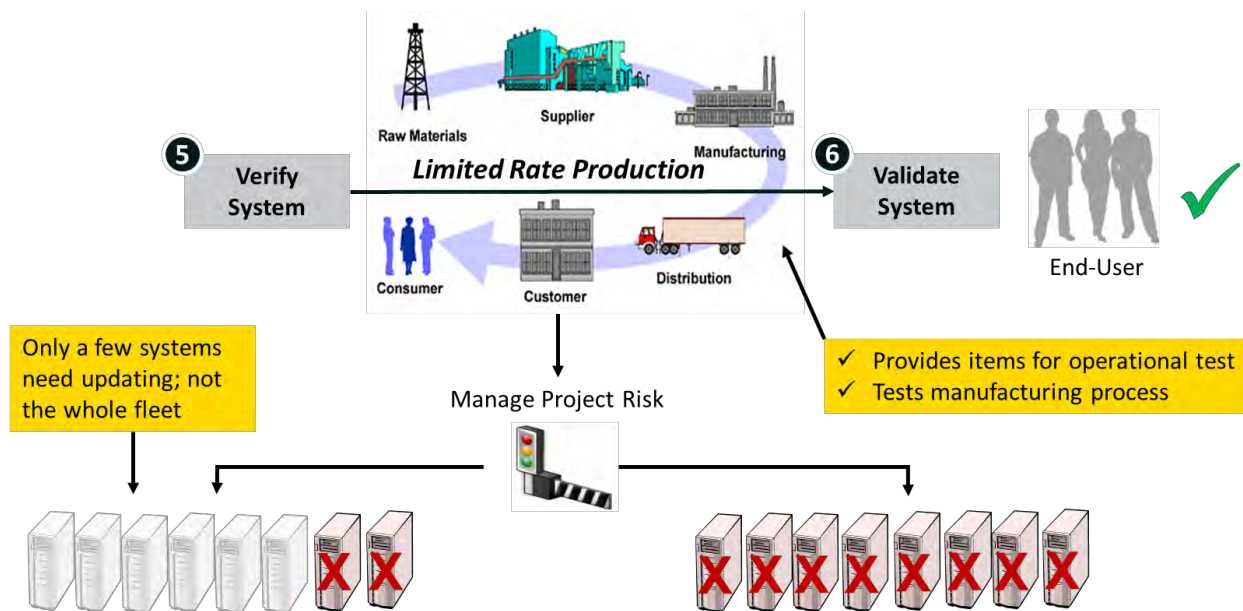 Raw Materials
Supplier
Manufacturing
5
Verify
System
Limited Rate Production
6
Validate
System
Consumer
Customer
Distribution
End-User
Only a few systems
need updating; not
the whole fleet
✓ Provides items for operational test
✓ Tests manufacturing process
Manage Project Risk
X X
X X X X X X X X